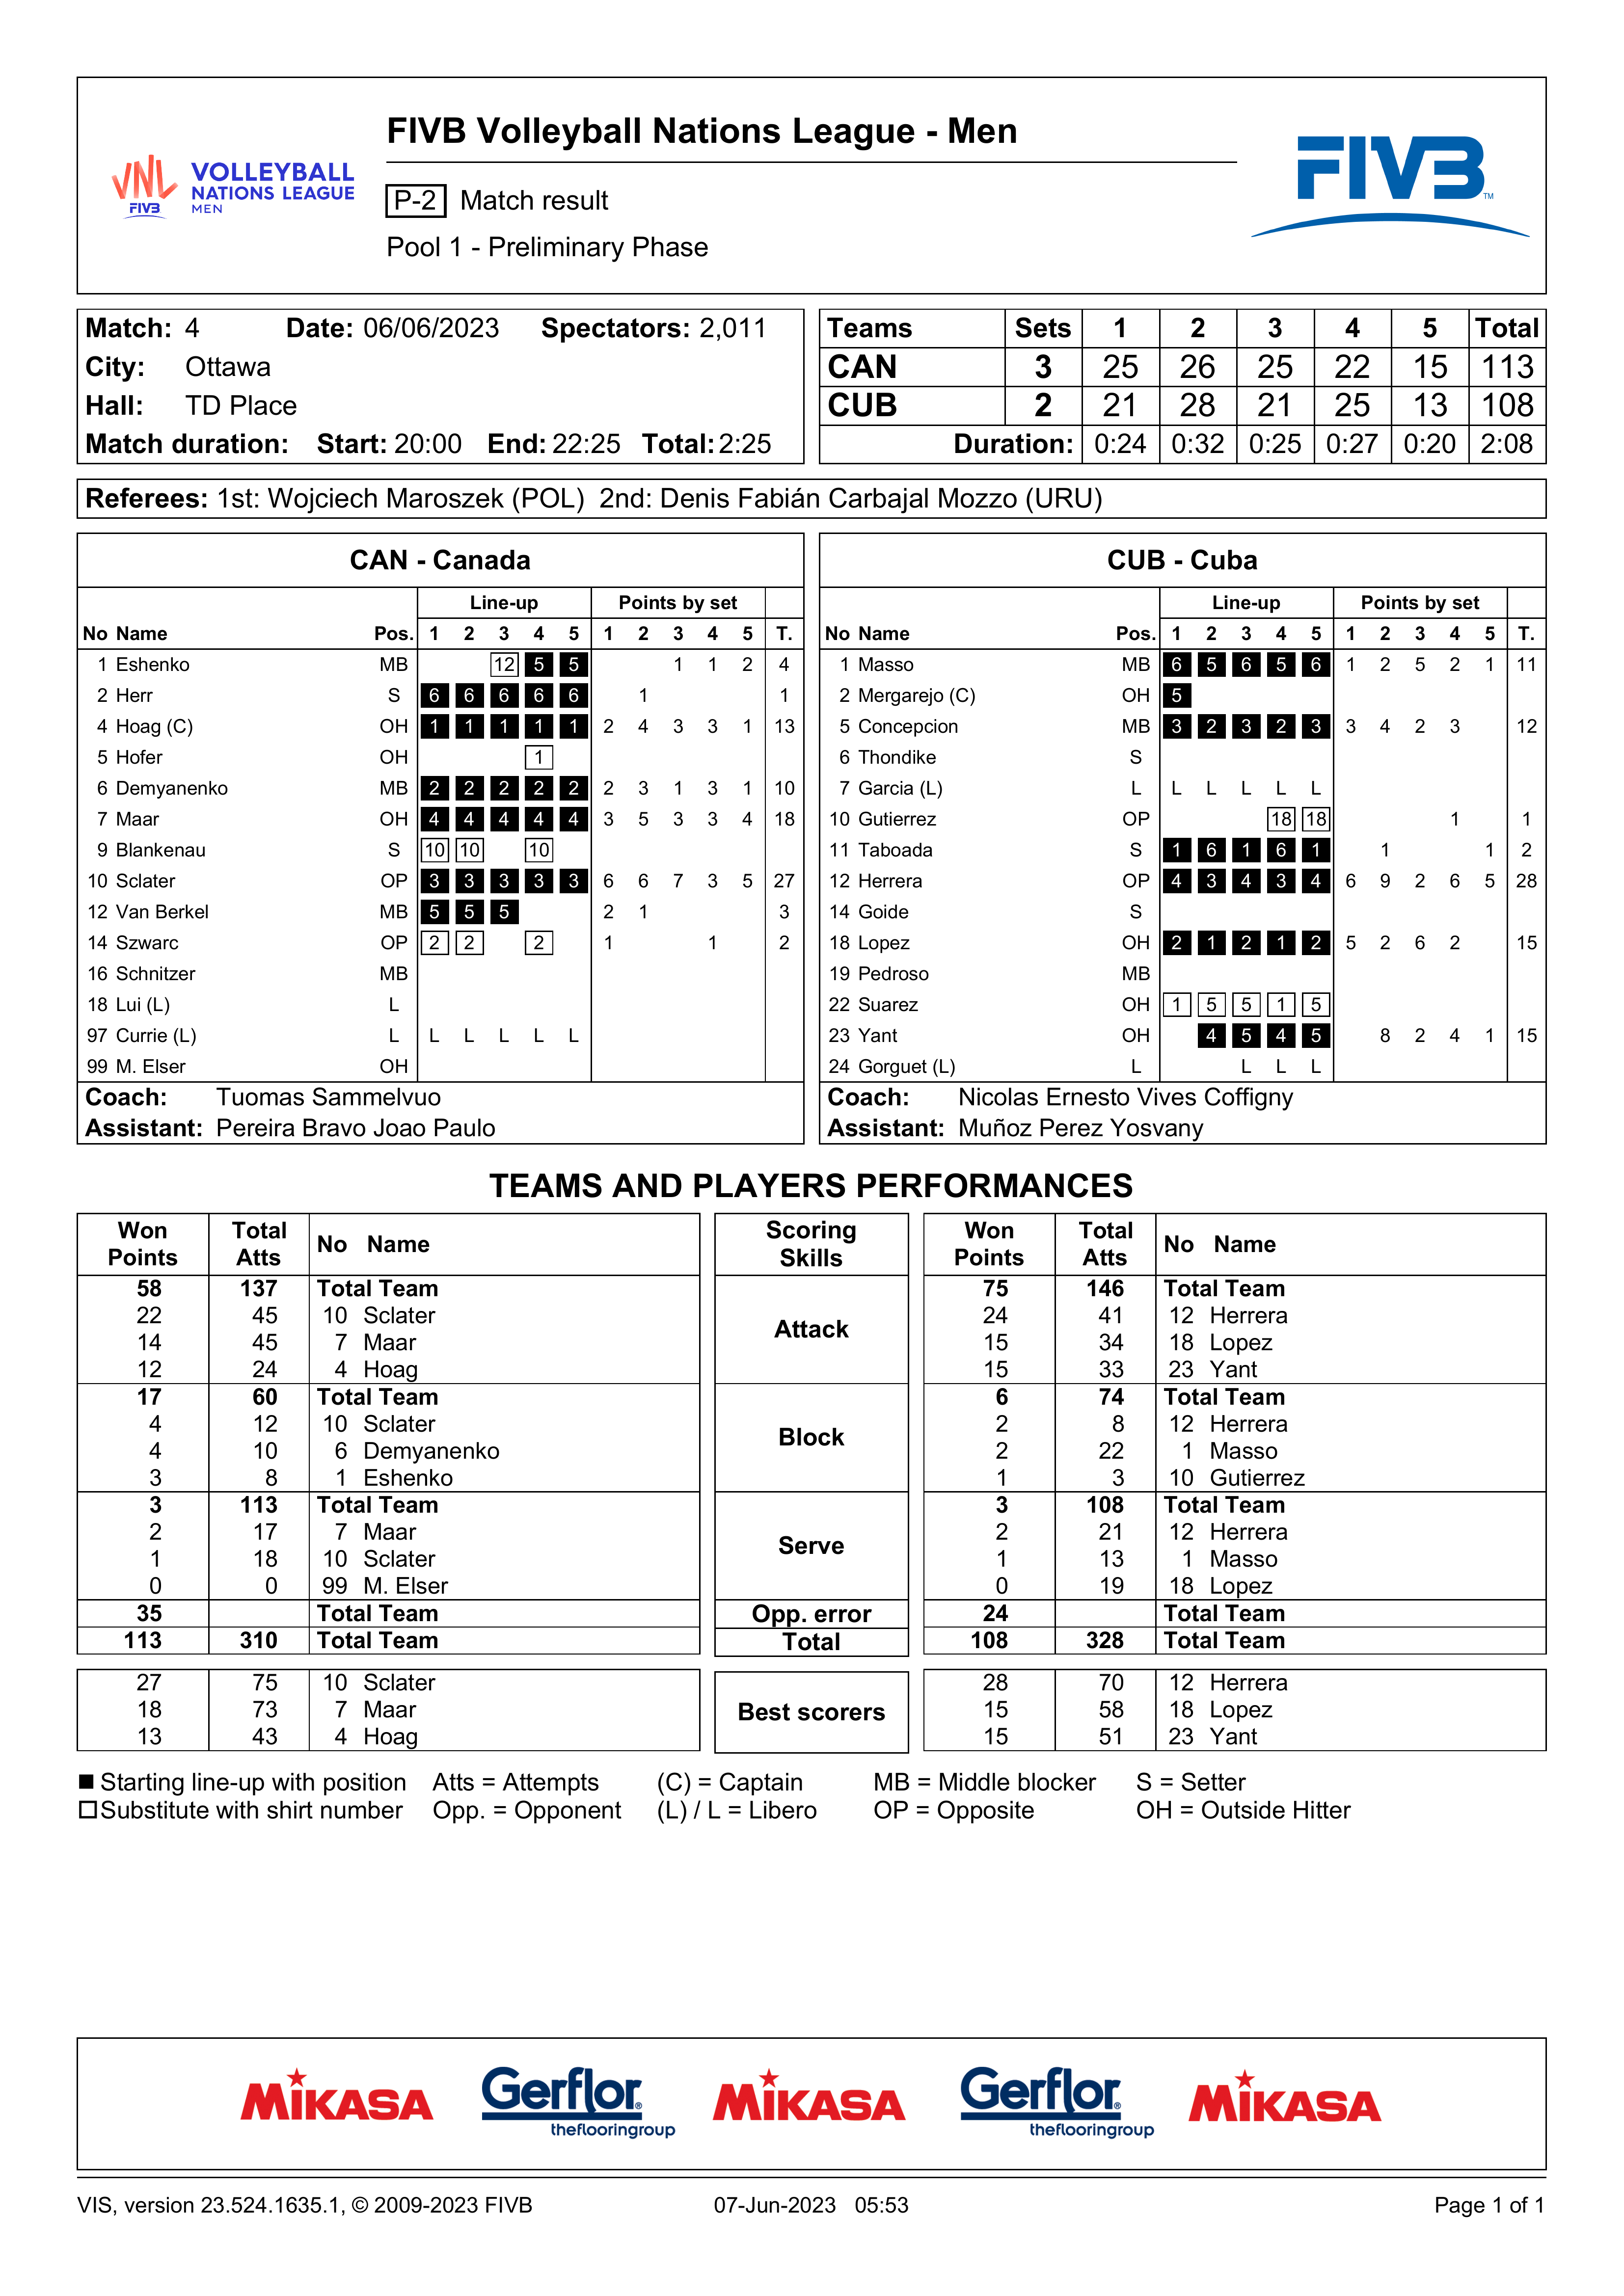 FIVB Volleyball Nations League - Men
VNL FIVB VOLLEYBALL NATIONS LEAGUE MEN
P-2 Match result
FIVB TM
Pool 1 - Preliminary Phase
Match: 4 Date: 06/06/2023 Spectators: 2,011
City: Ottawa
Hall: TD Place
Match duration: Start: 20:00 End: 22:25 Total: 2:25
Teams Sets 1 2 3 4 5 Total
CAN 3 25 26 25 22 15 113
CUB 2 21 28 21 25 13 108
Duration: 0:24 0:32 0:25 0:27 0:20 2:08
Referees: 1st: Wojciech Maroszek (POL) 2nd: Denis Fabián Carbajal Mozzo (URU)
CAN - Canada
Line-up Points by set
No Name Pos. 1 2 3 4 5 1 2 3 4 5 T.
1 Eshenko MB 12 5 5 1 1 2 4
2 Herr S 6 6 6 6 6 1 1
4 Hoag (C) OH 1 1 1 1 1 2 4 3 3 1 13
5 Hofer OH 1
6 Demyanenko MB 2 2 2 2 2 2 3 1 3 1 10
7 Maar OH 4 4 4 4 4 3 5 3 3 4 18
9 Blankenau S 10 10 10
10 Sclater OP 3 3 3 3 3 6 6 7 3 5 27
12 Van Berkel MB 5 5 5 2 1 3
14 Szwarc OP 2 2 2 1 1 2
16 Schnitzer MB
18 Lui (L) L
97 Currie (L) L L L L L L
99 M. Elser OH
Coach: Tuomas Sammelvuo
Assistant: Pereira Bravo Joao Paulo
CUB - Cuba
Line-up Points by set
No Name Pos. 1 2 3 4 5 1 2 3 4 5 T.
1 Masso MB 6 5 6 5 6 1 2 5 2 1 11
2 Mergarejo (C) OH 5
5 Concepcion MB 3 2 3 2 3 3 4 2 3 12
6 Thondike S
7 Garcia (L) L L L L L L
10 Gutierrez OP 18 18 1 1
11 Taboada S 1 6 1 6 1 1 1 2
12 Herrera OP 4 3 4 3 4 6 9 2 6 5 28
14 Goide S
18 Lopez OH 2 1 2 1 2 5 2 6 2 15
19 Pedroso MB
22 Suarez OH 1 5 5 1 5
23 Yant OH 4 5 4 5 8 2 4 1 15
24 Gorguet (L) L L L L
Coach: Nicolas Ernesto Vives Coffigny
Assistant: Muñoz Perez Yosvany
TEAMS AND PLAYERS PERFORMANCES
Won Points Total Atts No Name Scoring Skills Won Points Total Atts No Name
58 137 Total Team Attack 75 146 Total Team
22 45 10 Sclater 24 41 12 Herrera
14 45 7 Maar 15 34 18 Lopez
12 24 4 Hoag 15 33 23 Yant
17 60 Total Team Block 6 74 Total Team
4 12 10 Sclater 2 8 12 Herrera
4 10 6 Demyanenko 2 22 1 Masso
3 8 1 Eshenko 1 3 10 Gutierrez
3 113 Total Team Serve 3 108 Total Team
2 17 7 Maar 2 21 12 Herrera
1 18 10 Sclater 1 13 1 Masso
0 0 99 M. Elser 0 19 18 Lopez
35 Total Team Opp. error 24 Total Team
113 310 Total Team Total 108 328 Total Team
27 75 10 Sclater Best scorers 28 70 12 Herrera
18 73 7 Maar 15 58 18 Lopez
13 43 4 Hoag 15 51 23 Yant
Starting line-up with position Atts = Attempts (C) = Captain MB = Middle blocker S = Setter
Substitute with shirt number Opp. = Opponent (L) / L = Libero OP = Opposite OH = Outside Hitter
MIKASA Gerflor® theflooringgroup MIKASA Gerflor® theflooringgroup MIKASA
VIS, version 23.524.1635.1, © 2009-2023 FIVB 07-Jun-2023 05:53 Page 1 of 1